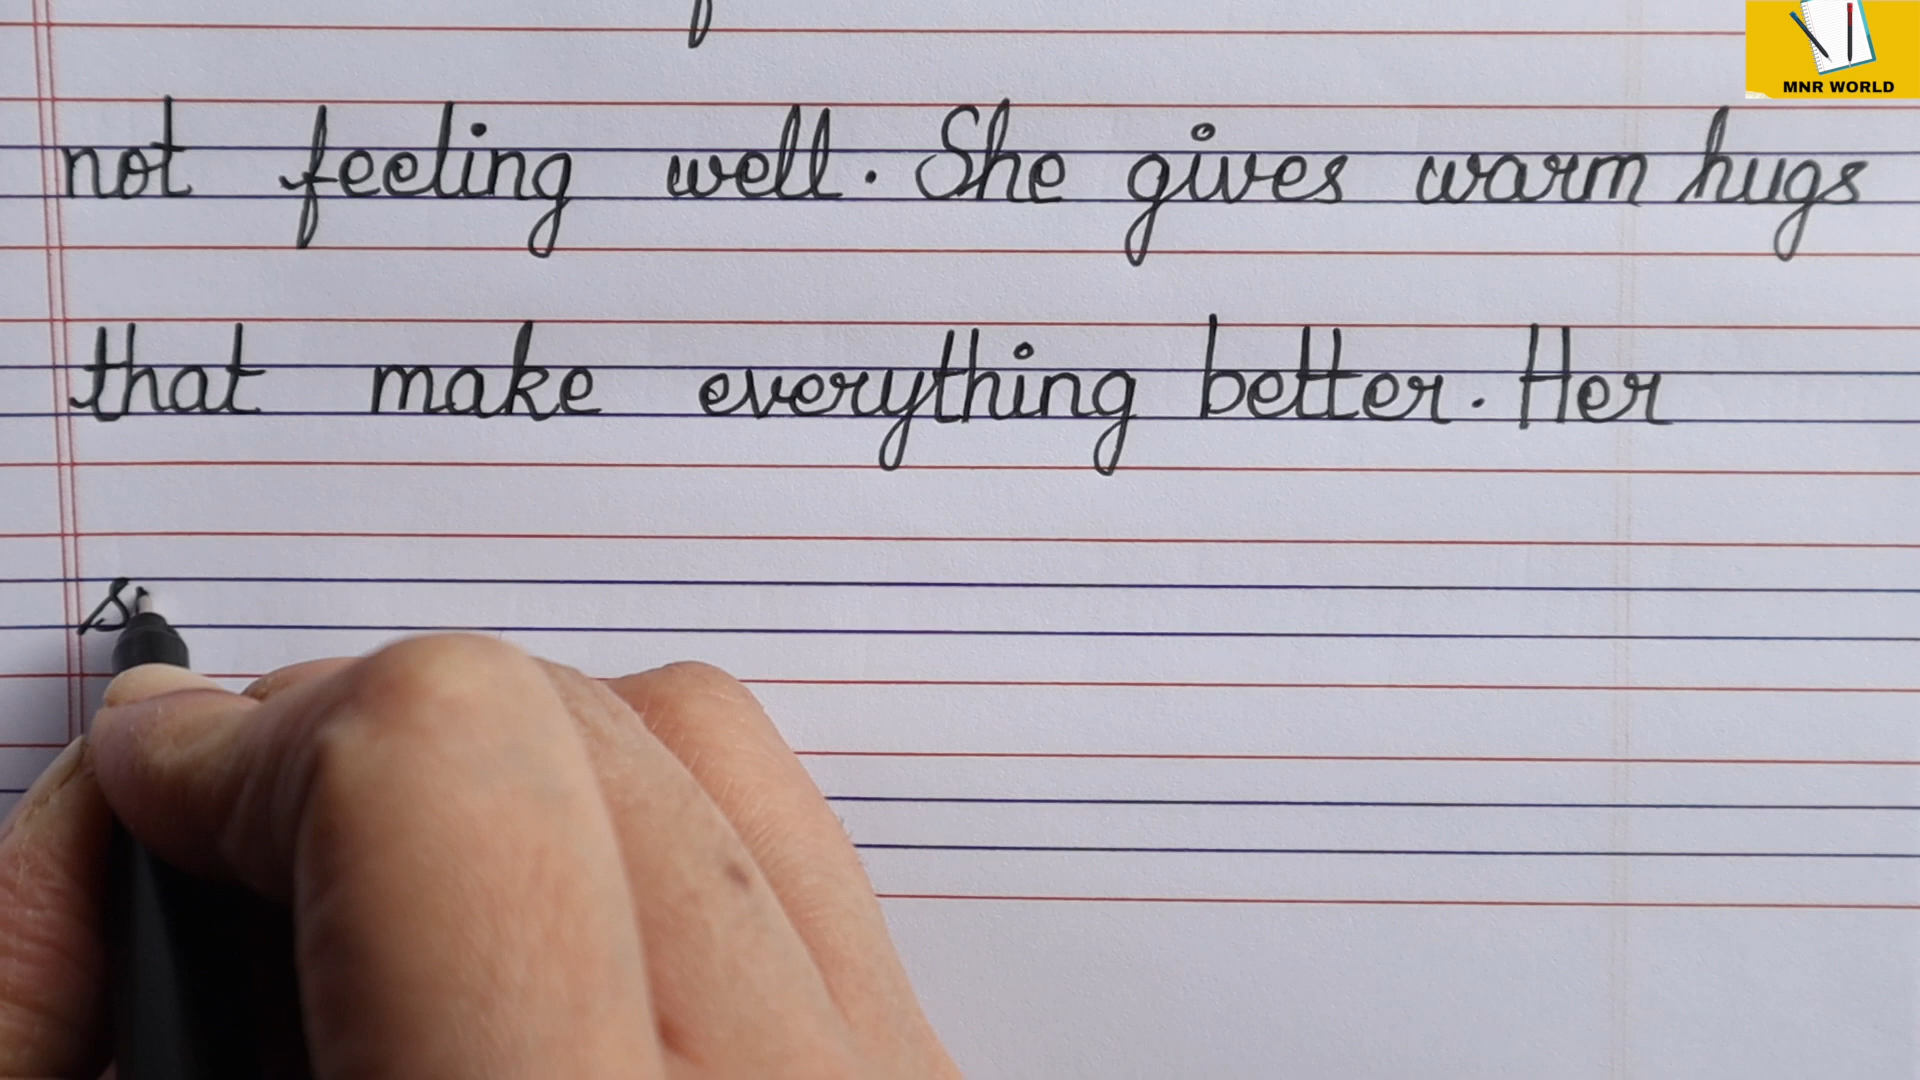 MNR WORLD
not feeling well. She gives warm hugs
that make everything better. Her